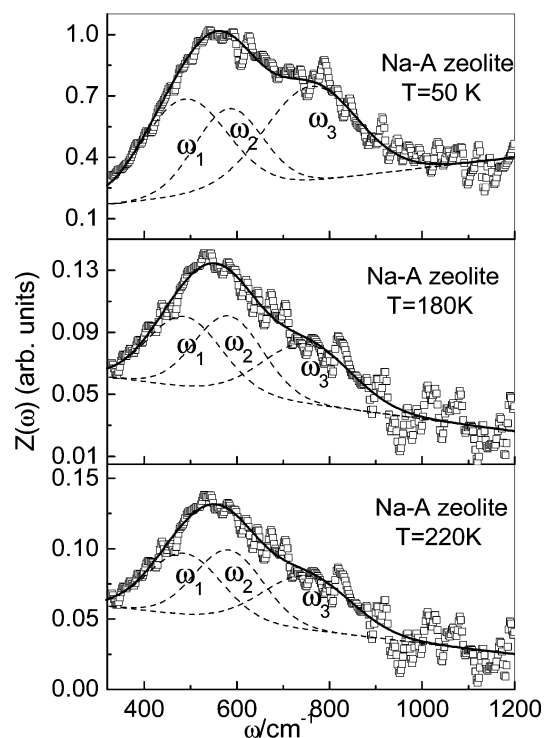 1.0
0.7
0.4
0.1
Na-A zeolite
T=50 K
ω1
ω2
ω3
Z(ω) (arb. units)
0.13
0.09
0.05
0.01
Na-A zeolite
T=180K
ω1
ω2
ω3
0.15
0.10
0.05
0.00
Na-A zeolite
T=220K
ω1
ω2
ω3
400 600 800 1000 1200
ω/cm-1